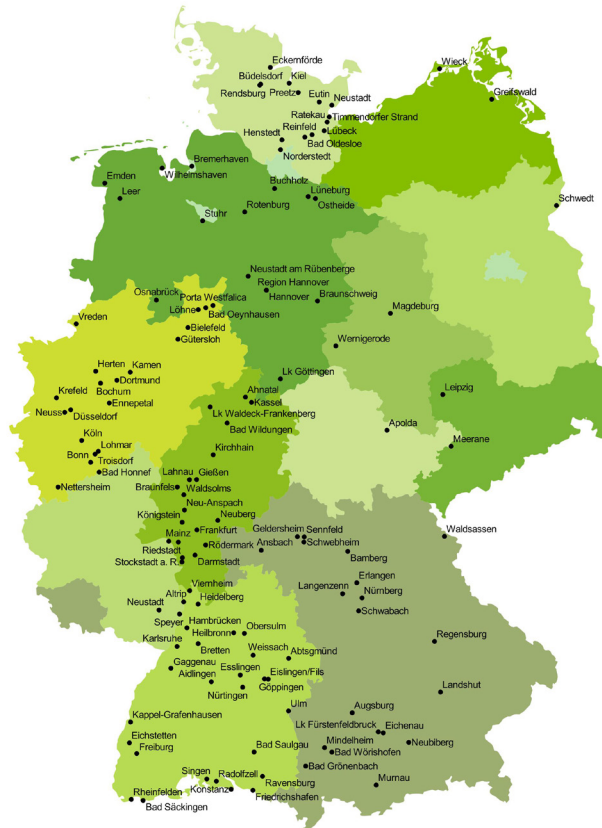 Eckernförde
Wieck
Büdelsdorf
Kiel
Rendsburg
Preetz
Eutin
Greifswald
Neustadt
Ratekau
Timmendorfer Strand
Reinfeld
Lübeck
Henstedt
Bad Oldesloe
Norderstedt
Bremerhaven
Wilhelmshaven
Emden
Buchholz
Leer
Lüneburg
Ostheide
Schwedt
Rotenburg
Stuhr
Neustadt am Rübenberge
Region Hannover
Osnabrück
Porta Westfalica
Hannover
Braunschweig
Löhne
Bad Oeynhausen
Magdeburg
Vreden
Bielefeld
Gütersloh
Wernigerode
Herten
Kamen
Lk Göttingen
Dortmund
Bochum
Ahnatal
Krefeld
Ennepetal
Kassel
Leipzig
Neuss
Düsseldorf
Lk Waldeck-Frankenberg
Bad Wildungen
Apolda
Köln
Meerane
Lohmar
Kirchhain
Bonn
Troisdorf
Bad Honnef
Lahnau
Gießen
Nettersheim
Braunfels
Waldsolms
Neu-Anspach
Königstein
Neuberg
Geldersheim
Sennfeld
Waldsassen
Frankfurt
Mainz
Ansbach
Schwebheim
Rödermark
Riedstadt
Bamberg
Stockstadt a. R.
Darmstadt
Erlangen
Viernheim
Langenzenn
Nürnberg
Altrip
Heidelberg
Neustadt
Schwabach
Speyer
Hambrücken
Heilbronn
Obersulm
Karlsruhe
Bretten
Regensburg
Weissach
Abtsgmünd
Gaggenau
Esslingen
Eislingen/Fils
Aidlingen
Göppingen
Nürtingen
Landshut
Ulm
Augsburg
Kappel-Grafenhausen
Lk Fürstenfeldbruck
Eichenau
Eichstetten
Freiburg
Bad Saulgau
Mindelheim
Neubiberg
Bad Wörishofen
Bad Grönenbach
Singen
Radolfzell
Ravensburg
Murnau
Konstanz
Friedrichshafen
Rheinfelden
Bad Säckingen